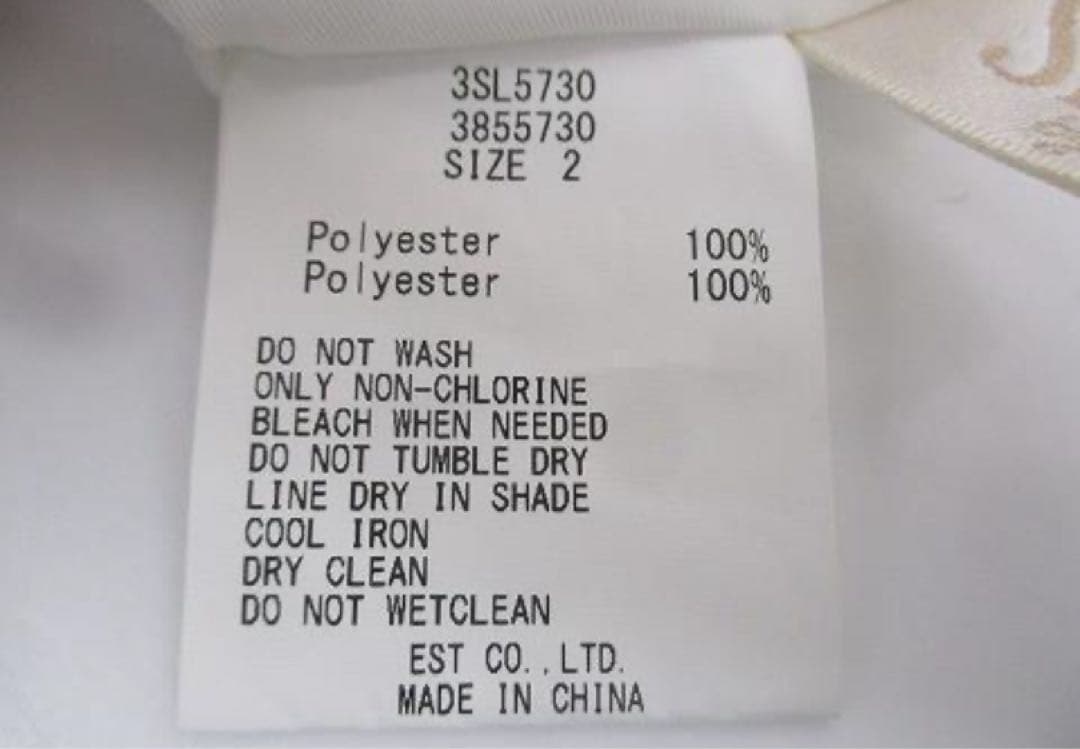 3SL5730
3855730
SIZE 2
Polyester 100%
Polyester 100%
DO NOT WASH
ONLY NON-CHLORINE
BLEACH WHEN NEEDED
DO NOT TUMBLE DRY
LINE DRY IN SHADE
COOL IRON
DRY CLEAN
DO NOT WETCLEAN
EST CO.,LTD.
MADE IN CHINA